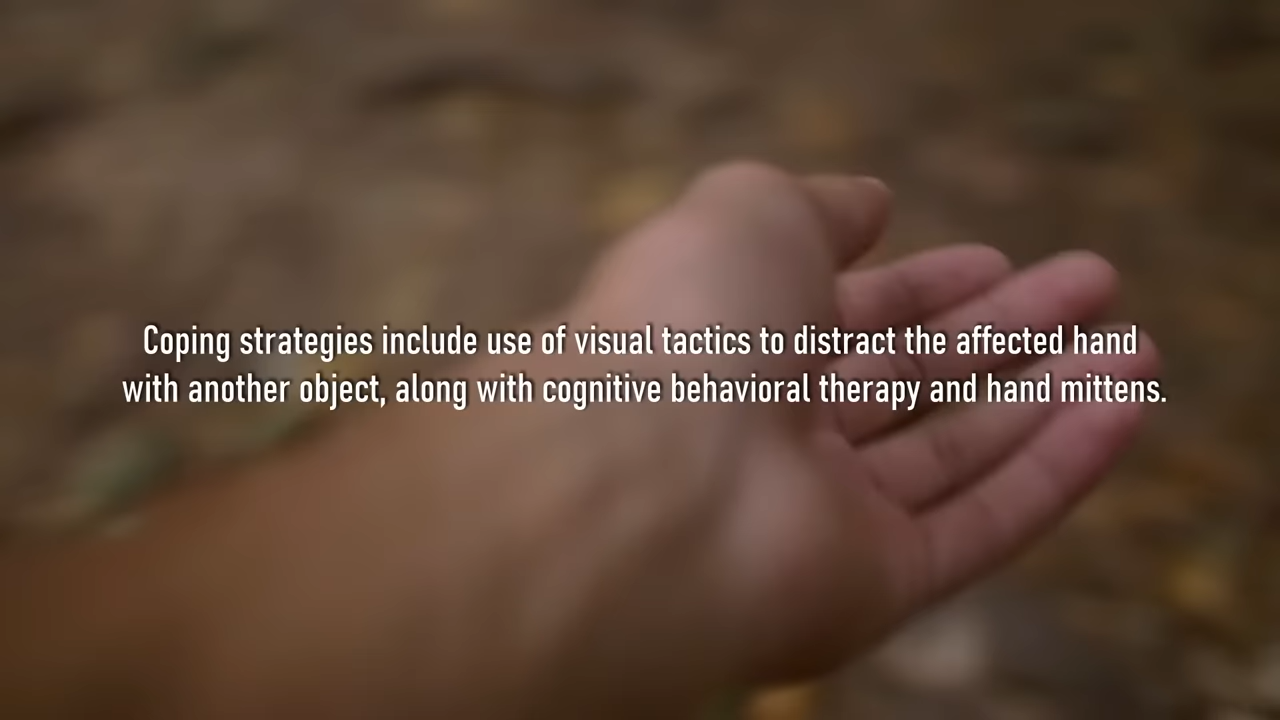 Coping strategies include use of visual tactics to distract the affected hand
with another object, along with cognitive behavioral therapy and hand mittens.